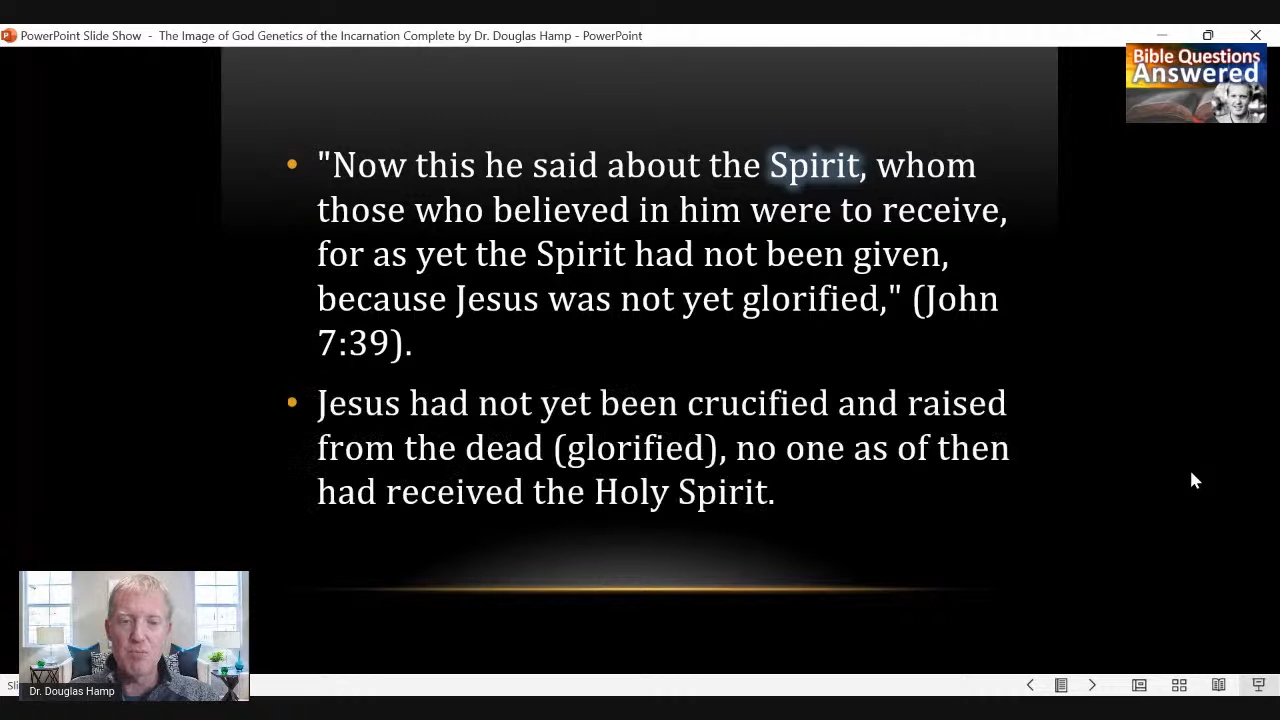 PowerPoint Slide Show - The Image of God Genetics of the Incarnation Complete by Dr. Douglas Hamp - PowerPoint
Bible Questions
Answered
• "Now this he said about the Spirit, whom
those who believed in him were to receive,
for as yet the Spirit had not been given,
because Jesus was not yet glorified," (John
7:39).
• Jesus had not yet been crucified and raised
from the dead (glorified), no one as of then
had received the Holy Spirit.
Dr. Douglas Hamp